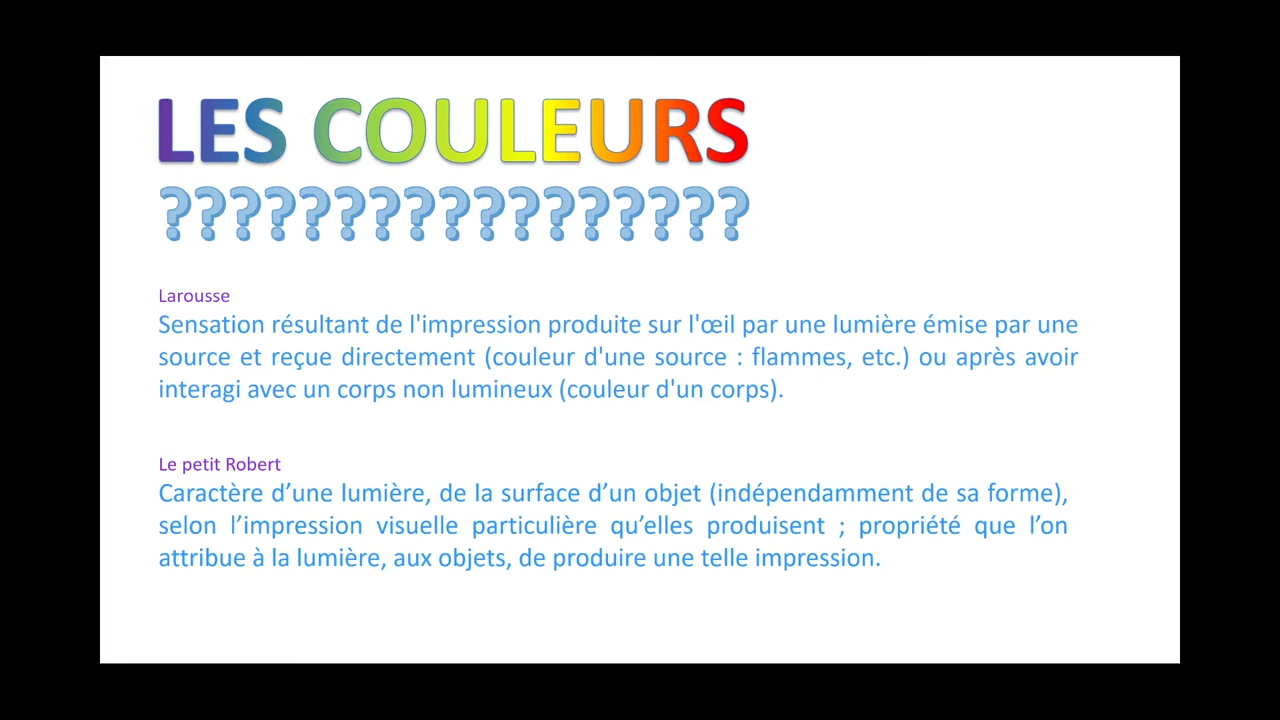 LES COULEURS
?????????????????
Larousse
Sensation résultant de l'impression produite sur l'œil par une lumière émise par une
source et reçue directement (couleur d'une source : flammes, etc.) ou après avoir
interagi avec un corps non lumineux (couleur d'un corps).
Le petit Robert
Caractère d’une lumière, de la surface d’un objet (indépendamment de sa forme),
selon l’impression visuelle particulière qu’elles produisent ; propriété que l’on
attribue à la lumière, aux objets, de produire une telle impression.